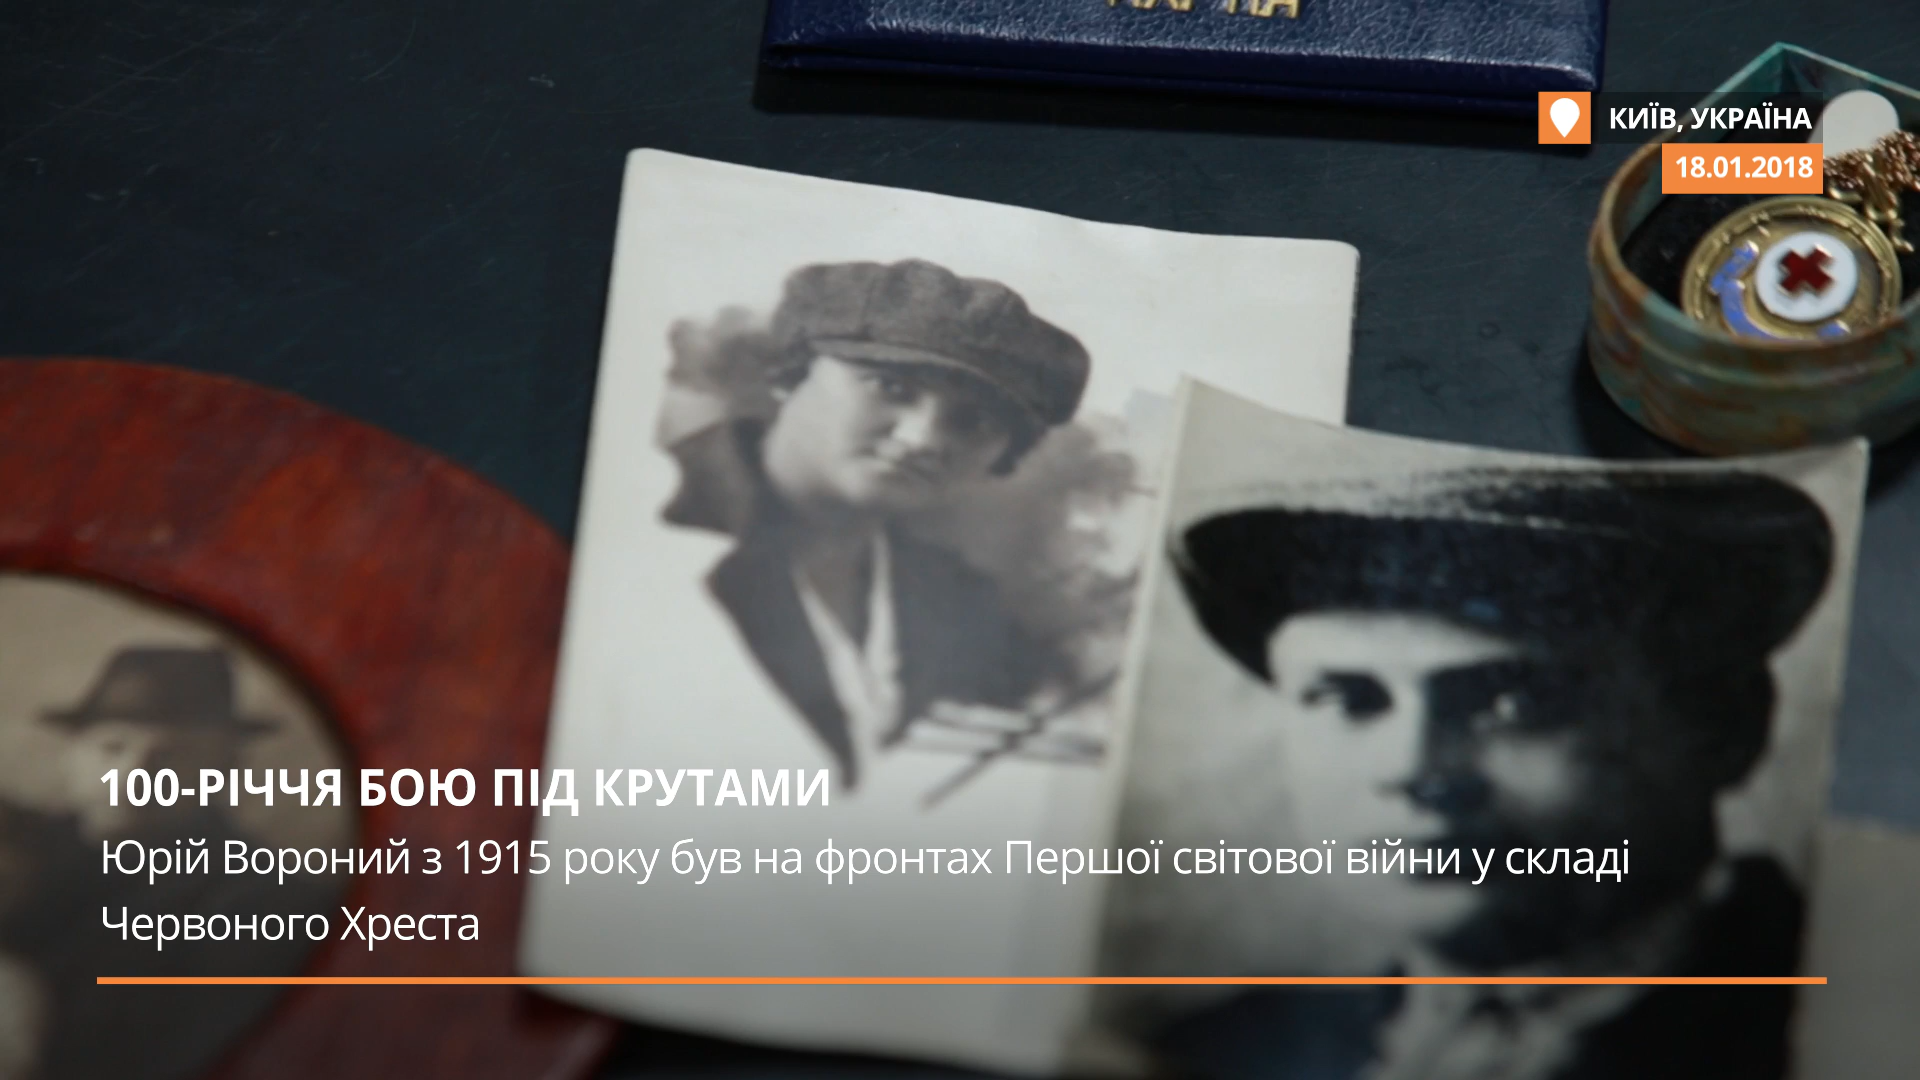 КИЇВ, УКРАЇНА
18.01.2018
100-РІЧЧЯ БОЮ ПІД КРУТАМИ
Юрій Вороний з 1915 року був на фронтах Першої світової війни у складі
Червоного Хреста